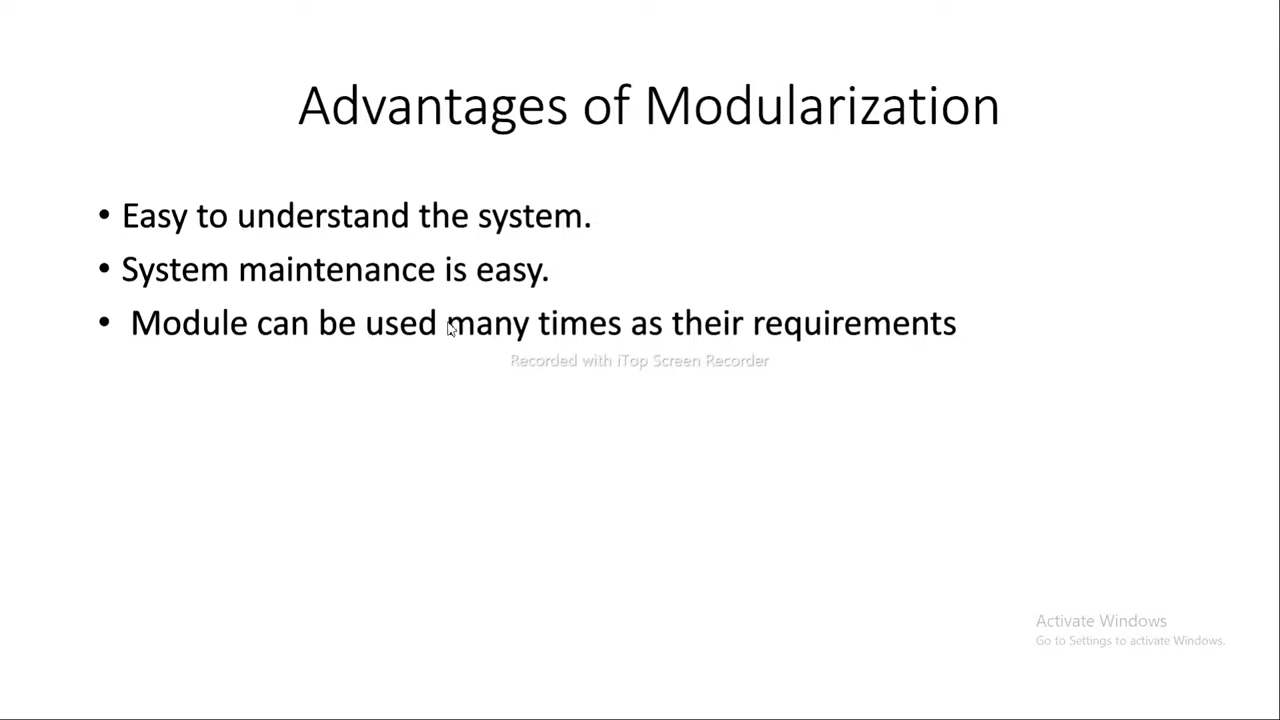 Advantages of Modularization
• Easy to understand the system.
• System maintenance is easy.
• Module can be used many times as their requirements
Recorded with iTop Screen Recorder
Activate Windows
Go to Settings to activate Windows.